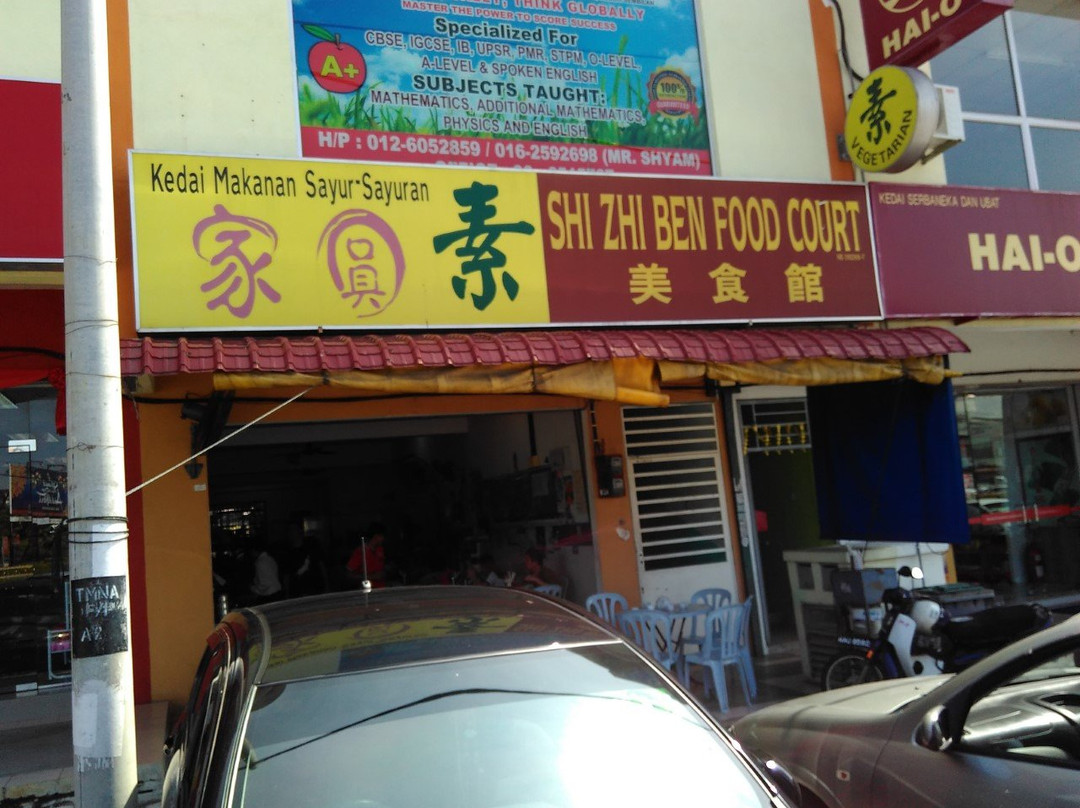 THINK GLOBALLY
MASTER THE POWER TO SCORE SUCCESS
Specialized For
CBSE, IGCSE, IB, UPSR, PMR, STPM, O-LEVEL,
A-LEVEL & SPOKEN ENGLISH
SUBJECTS TAUGHT:
MATHEMATICS, ADDITIONAL MATHEMATICS
PHYSICS AND ENGLISH
H/P : 012-6052859 / 016-2592698 (MR. SHYAM)
A+
100%
HAI-O
素
VEGETARIAN
Kedai Makanan Sayur-Sayuran
家 圓 素
SHI ZHI BEN FOOD COURT
美食館
KEDAI SERBANEKA DAN UBAT
HAI-O
TMNA
A2